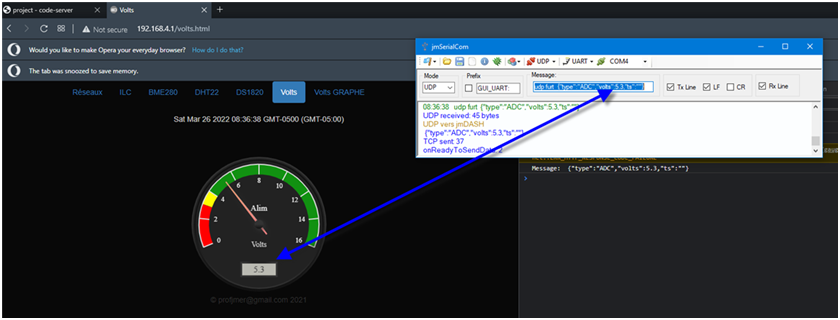 project - code-server
Volts
Not secure
192.168.4.1/volts.html
Would you like to make Opera your everyday browser? How do I do that?
The tab was snoozed to save memory.
Réseaux ILC BME280 DHT22 DS1820 Volts Volts GRAPHE
Sat Mar 26 2022 08:36:38 GMT-0500 (GMT-05:00)
0 2 4 6 8 10 12 14 16
Alim
Volts
5.3
© profjmer@gmail.com 2021
jmSerialCom
UDP UART COM4
Mode
UDP
Prefix
GUI_UART:
Message:
udp furt {"type":"ADC","volts":5.3,"ts":""}
Tx Line LF CR Rx Line
08:36:38 udp furt {"type":"ADC","volts":5.3,"ts":""}
UDP received: 45 bytes
UDP vers jmDASH
{"type":"ADC","volts":5.3,"ts":""}
TCP sent 37
onReadyToSendData
Message: {"type":"ADC","volts":5.3,"ts":""}